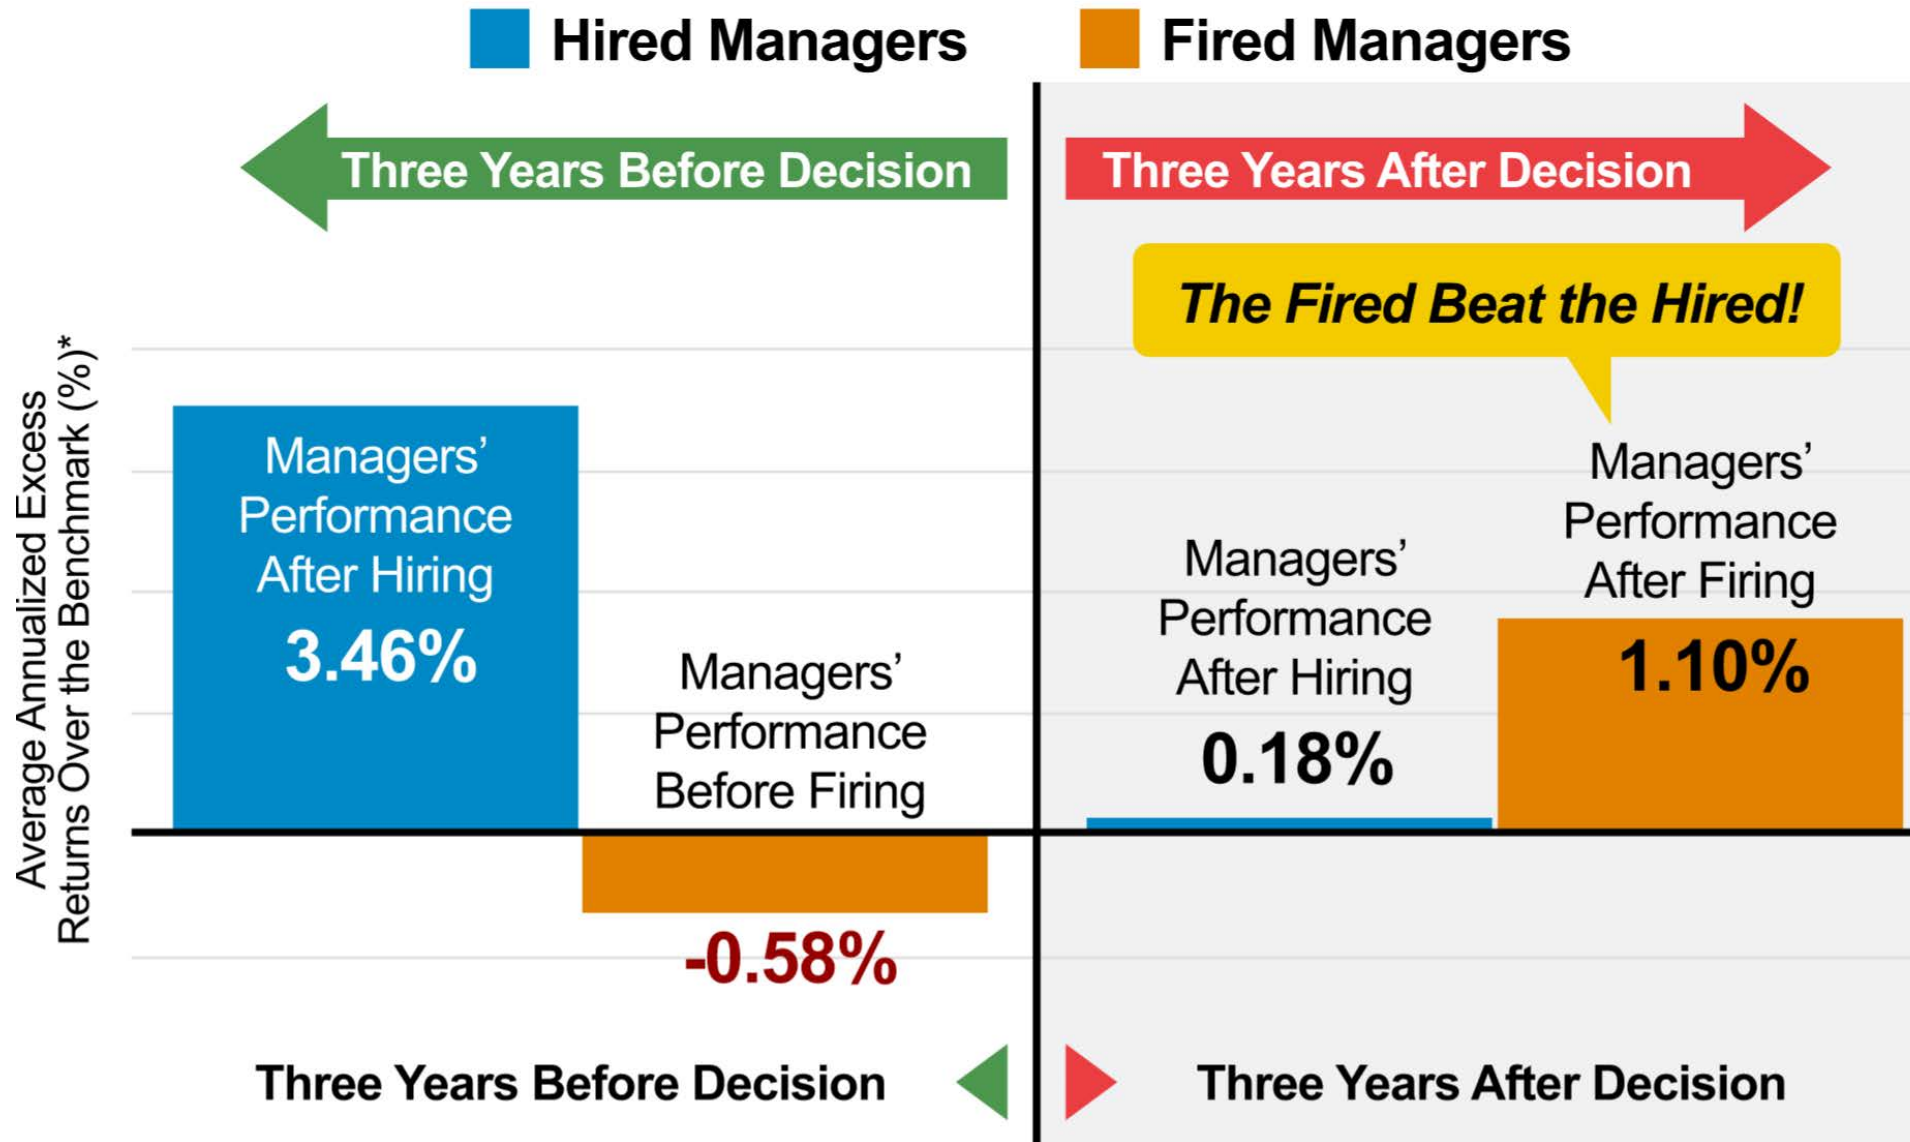 Hired Managers
Fired Managers
Three Years Before Decision
Three Years After Decision
The Fired Beat the Hired!
Average Annualized Excess
Returns Over the Benchmark (%)*
Managers’
Performance
After Hiring
3.46%
Managers’
Performance
Before Firing
-0.58%
Managers’
Performance
After Hiring
0.18%
Managers’
Performance
After Firing
1.10%
Three Years Before Decision
Three Years After Decision